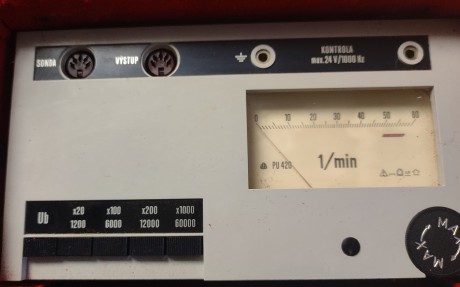 SONDA VÝSTUP KONTROLA
max. 24 V/1000 Hz
0 10 20 30 40 50 60
PU 420 1/min
Ub x20 x100 x200 x1000
1200 6000 12000 60000
MAX
MAX